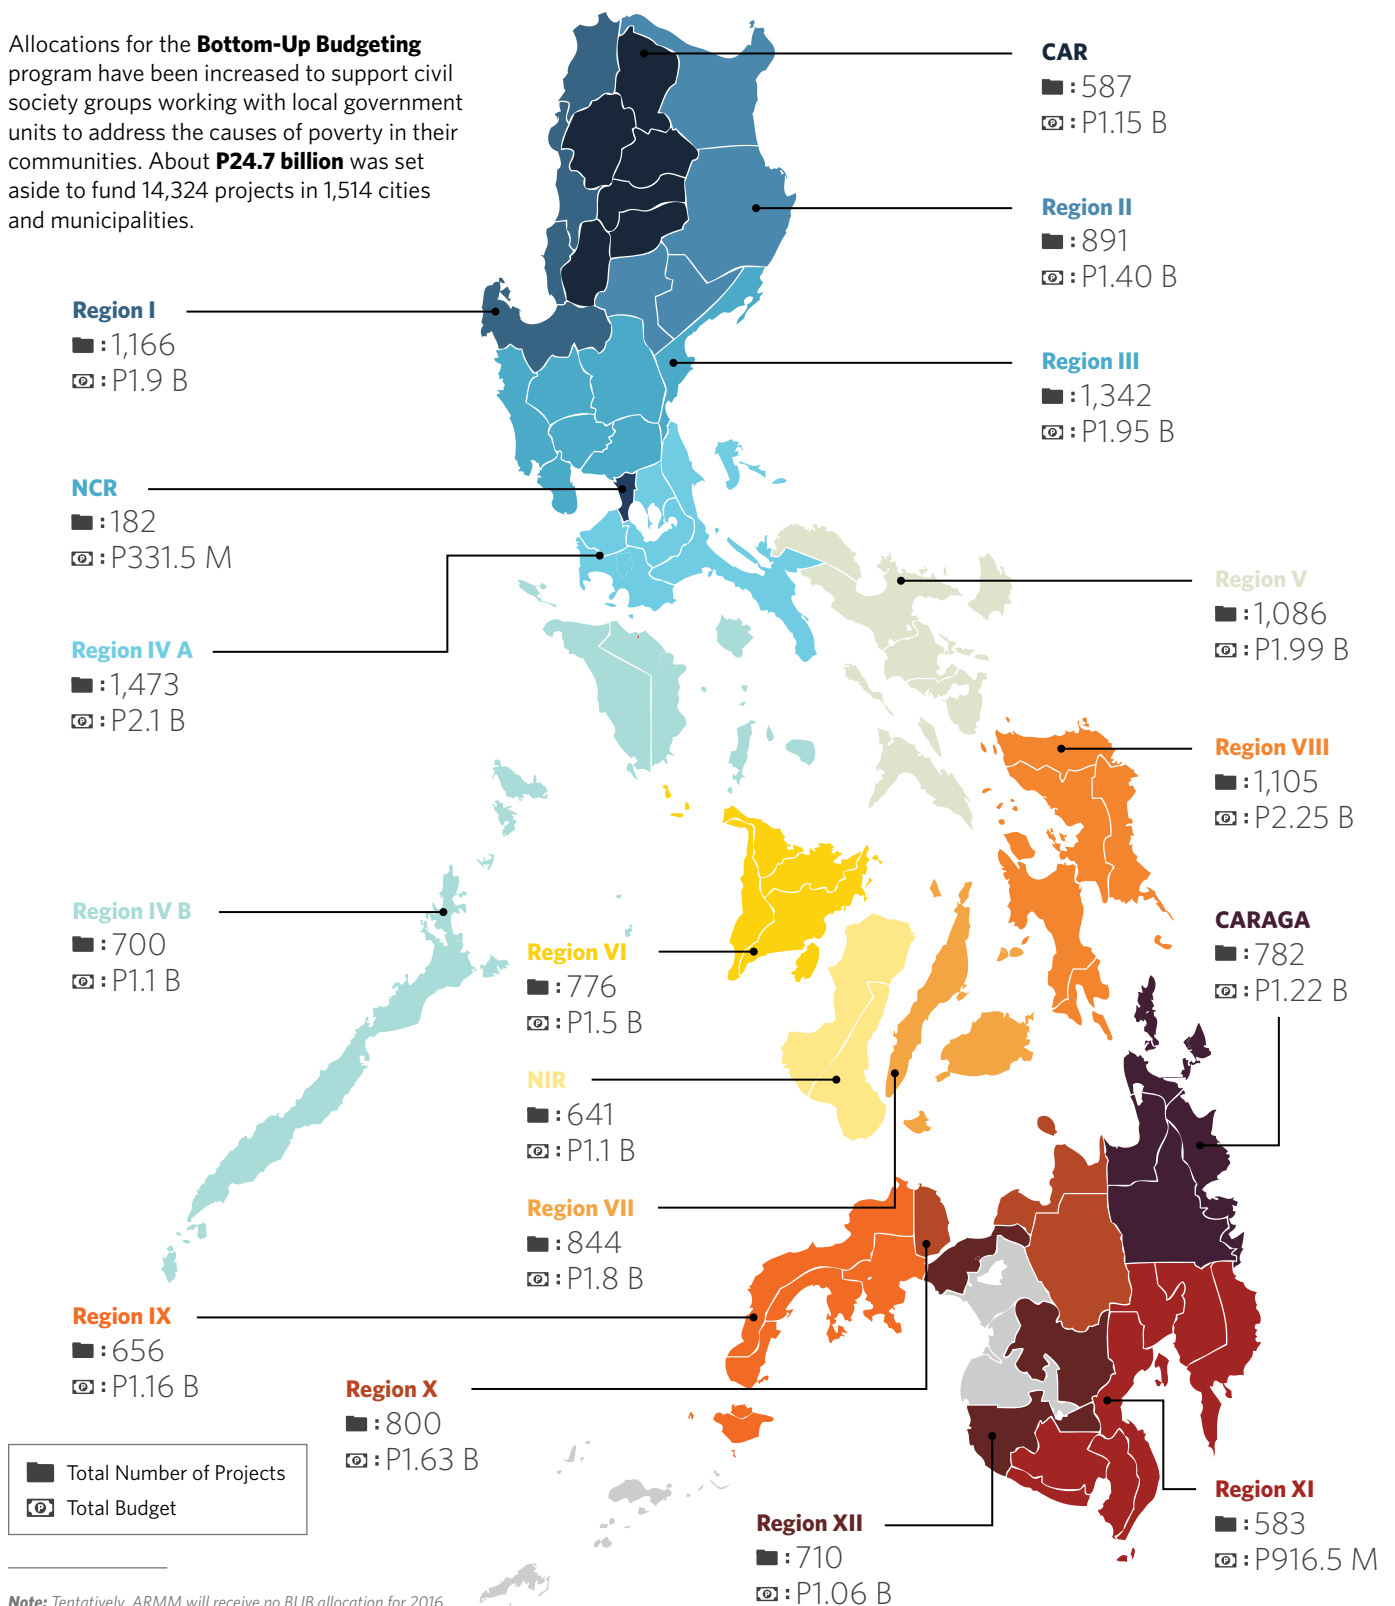 Allocations for the Bottom-Up Budgeting
program have been increased to support civil
society groups working with local government
units to address the causes of poverty in their
communities. About P24.7 billion was set
aside to fund 14,324 projects in 1,514 cities
and municipalities.
CAR
: 587
: P1.15 B
Region II
: 891
: P1.40 B
Region I
: 1,166
: P1.9 B
Region III
: 1,342
: P1.95 B
NCR
: 182
: P331.5 M
Region V
: 1,086
: P1.99 B
Region IV A
: 1,473
: P2.1 B
Region VIII
: 1,105
: P2.25 B
Region IV B
: 700
: P1.1 B
CARAGA
: 782
: P1.22 B
Region VI
: 776
: P1.5 B
NIR
: 641
: P1.1 B
Region VII
: 844
: P1.8 B
Region IX
: 656
: P1.16 B
Region X
: 800
: P1.63 B
Total Number of Projects
Total Budget
Region XI
: 583
: P916.5 M
Region XII
: 710
: P1.06 B
Note: Tentatively, ARMM will receive no BUB allocation for 2016